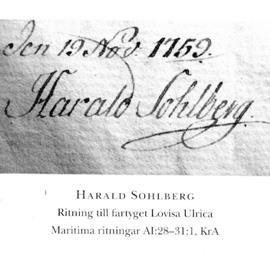 Den 19 Nov. 1759.
Harald Sohlberg.
HARALD SOHLBERG
Ritning till fartyget Lovisa Ulrica
Maritima ritningar AI:28–31:1, KrA